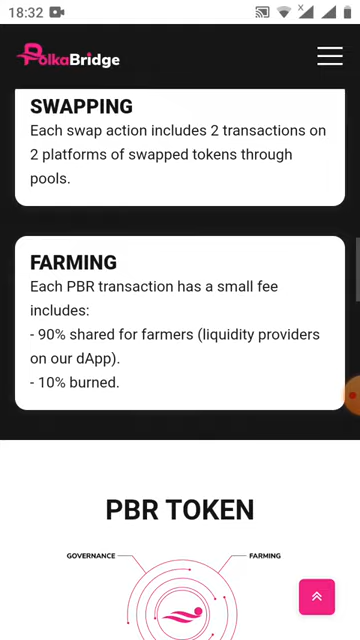 18:32
PolkaBridge
SWAPPING
Each swap action includes 2 transactions on
2 platforms of swapped tokens through
pools.
FARMING
Each PBR transaction has a small fee
includes:
- 90% shared for farmers (liquidity providers
on our dApp).
- 10% burned.
PBR TOKEN
GOVERNANCE
FARMING